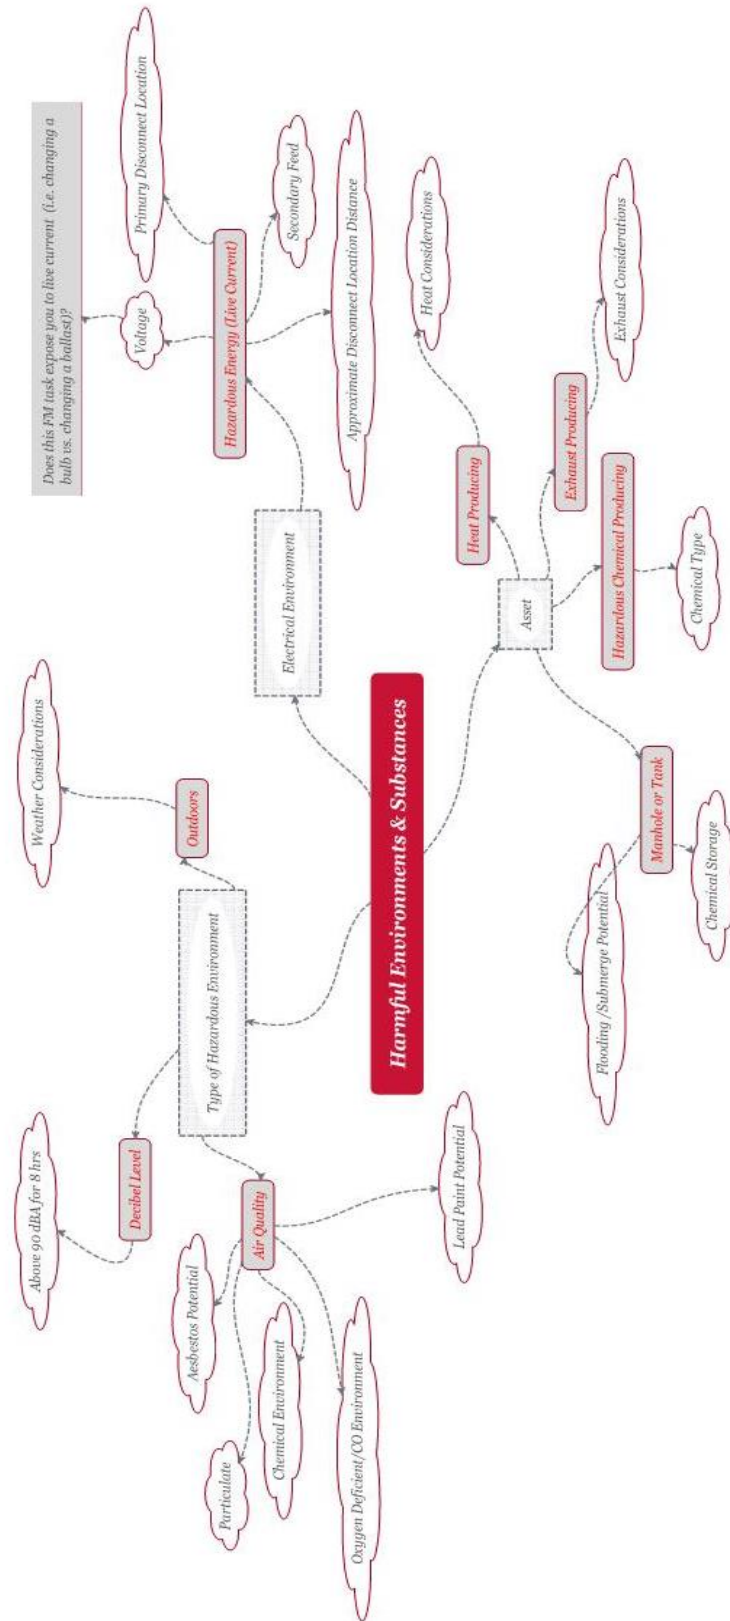 Above 90 dBA for 8 hrs
Weather Considerations
Does this FM task expose you to live current  (i.e. changing a
bulb vs. changing a ballast)?
Decibel Level
Outdoors
Voltage
Primary Disconnect Location
Aesbestos Potential
Type of Hazardous Environment
Particulate
Air Quality
Hazardous Energy (Live Current)
Chemical Environment
Electrical Environment
Secondary Feed
Oxygen Deficient/CO Environment
Approximate Disconnect Location Distance
Harmful Environments & Substances
Lead Paint Potential
Heat Considerations
Heat Producing
Asset
Exhaust Producing
Flooding /Submerge Potential
Hazardous Chemical Producing
Exhaust Considerations
Manhole or Tank
Chemical Type
Chemical Storage